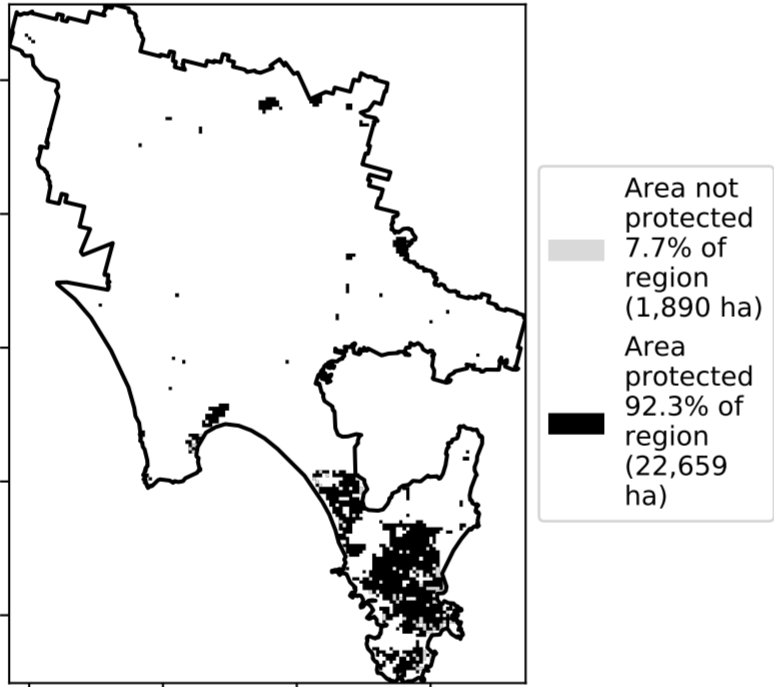 Area not
protected
7.7% of
region
(1,890 ha)
Area
protected
92.3% of
region
(22,659
ha)